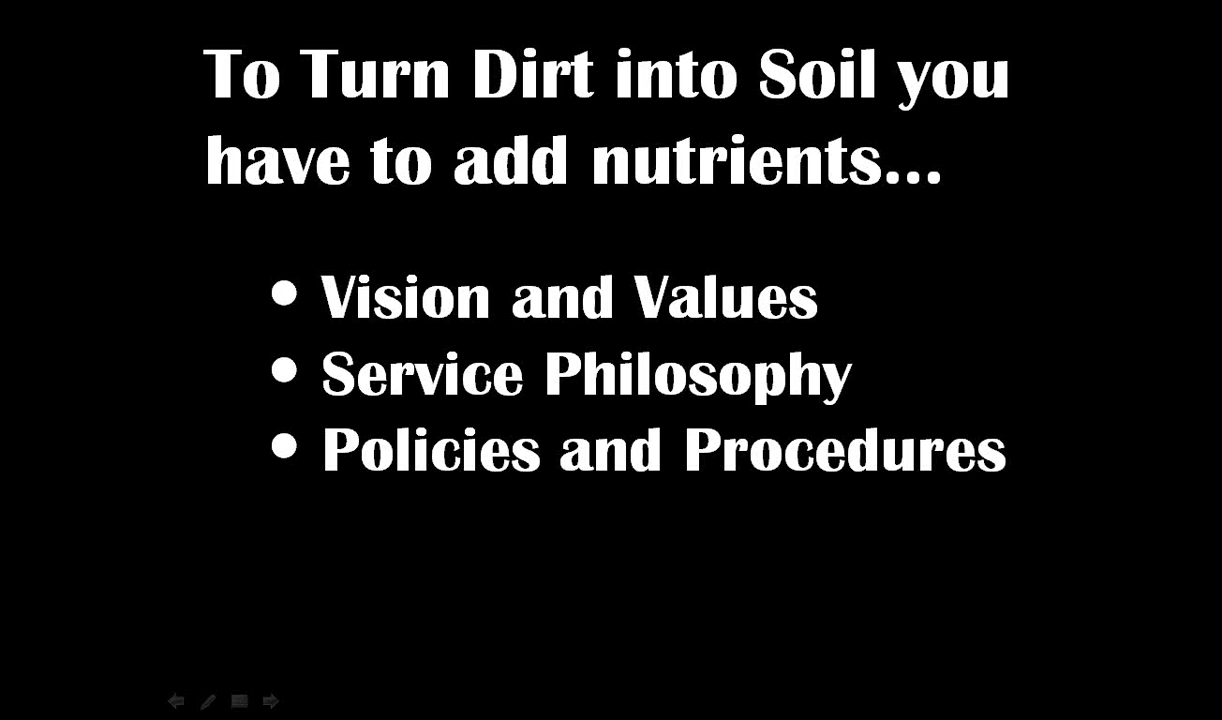 To Turn Dirt into Soil you
have to add nutrients...
• Vision and Values
• Service Philosophy
• Policies and Procedures